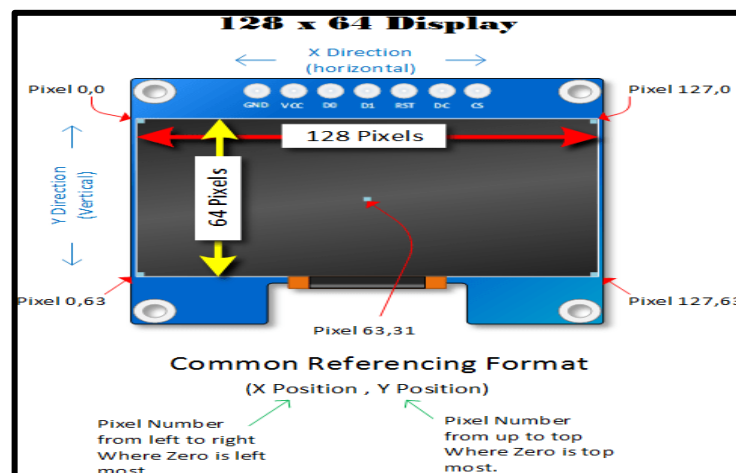 128 x 64 Display
X Direction
(horizontal)
Pixel 0,0
Pixel 127,0
GND VCC D0 D1 RST DC CS
128 Pixels
64 Pixels
Y Direction
(Vertical)
Pixel 0,63
Pixel 127,63
Pixel 63,31
Common Referencing Format
(X Position , Y Position)
Pixel Number
from left to right
Where Zero is left
most
Pixel Number
from up to top
Where Zero is top
most.